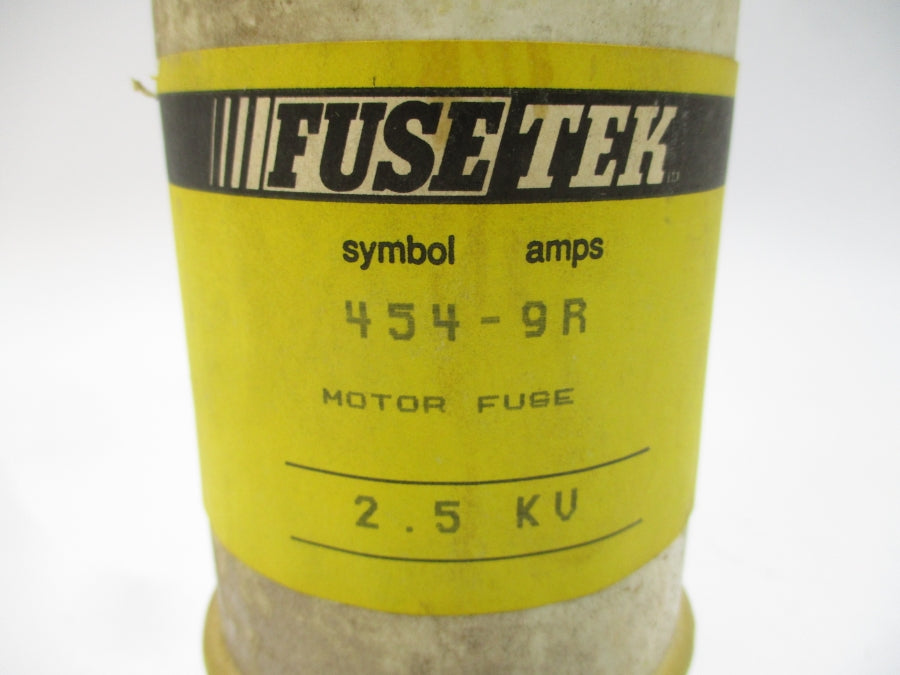 FUSETEK
symbol amps
454-9R
MOTOR FUSE
2.5 KV